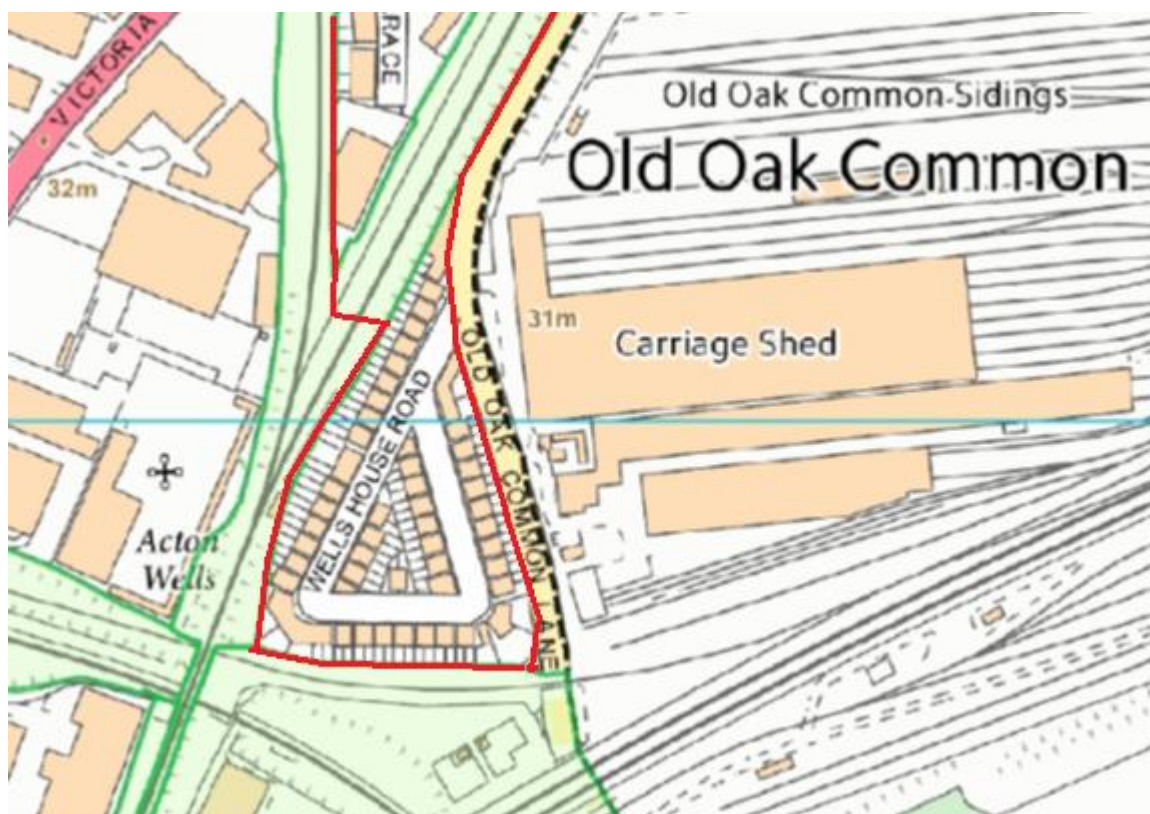 VICTORIA
RACE
Old Oak Common Sidings
Old Oak Common
32m
31m
Carriage Shed
OLD OAK COMMON LANE
WELLS HOUSE ROAD
Acton
Wells